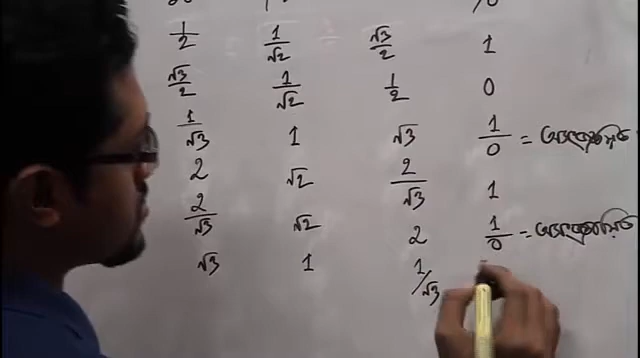 1/2 1/√2 √3/2 1
√3/2 1/√2 1/2 0
1/√3 1 √3 1/0 = অসংজ্ঞায়িত
2 √2 2/√3 1
2/√3 √2 2 1/0 = অসংজ্ঞায়িত
√3 1 1/√3